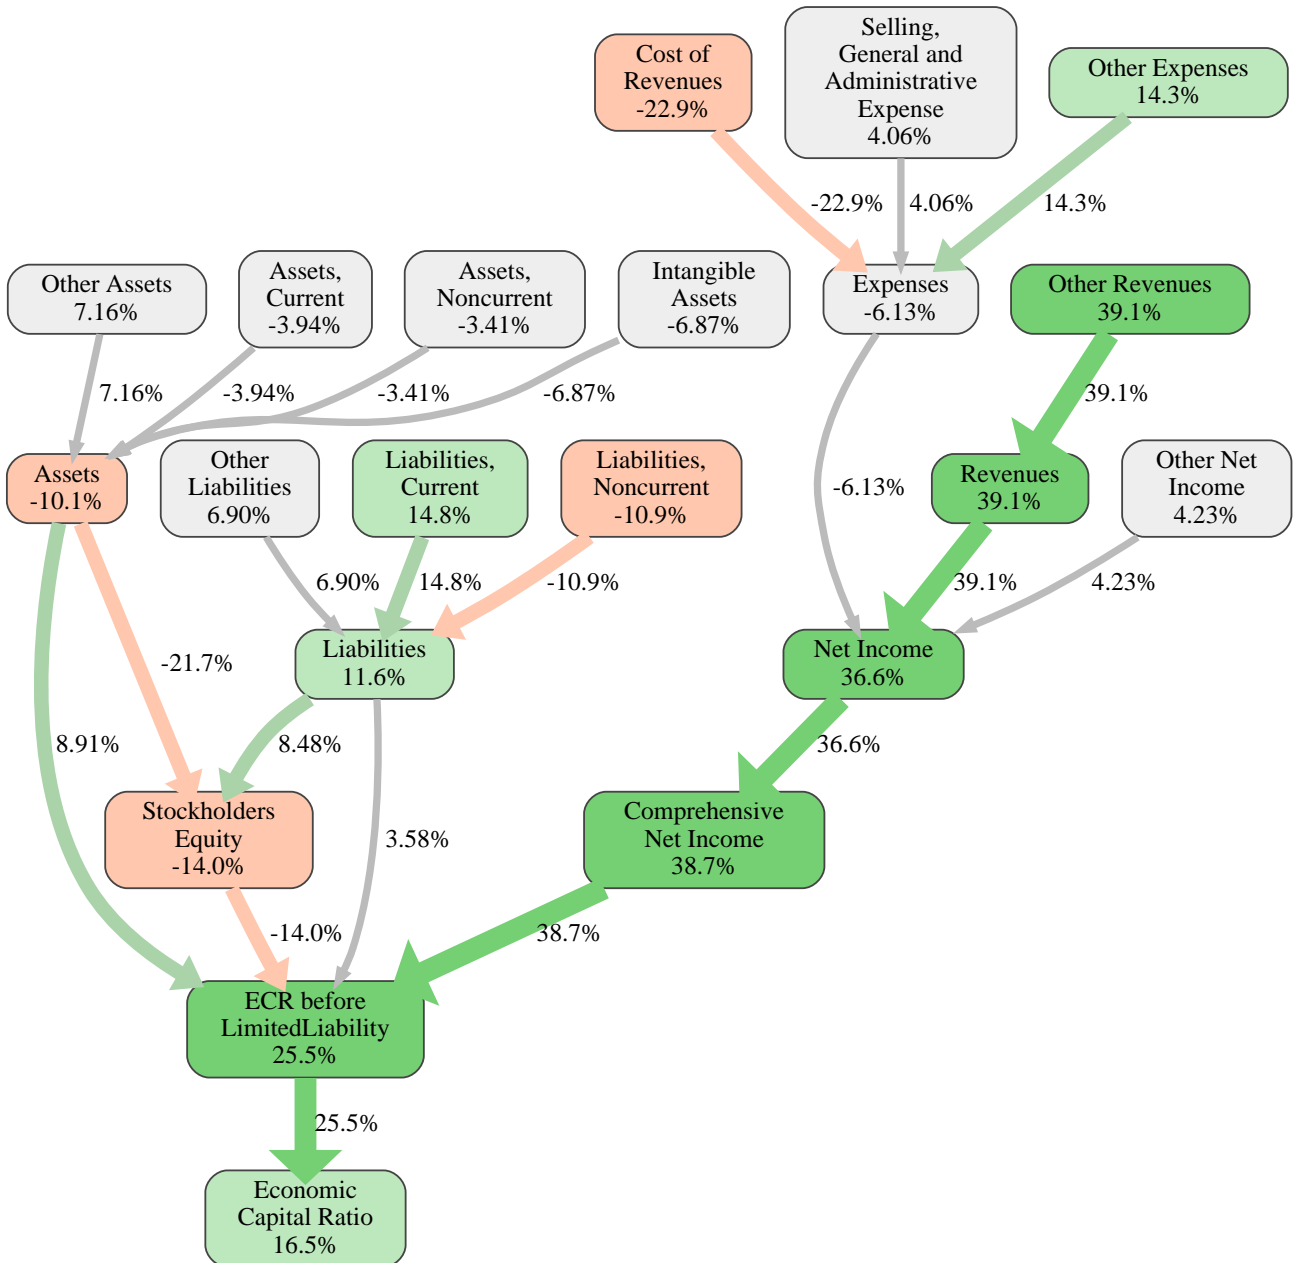 Cost of
Revenues
-22.9%
Selling,
General and
Administrative
Expense
4.06%
Other Expenses
14.3%
-22.9%
4.06%
14.3%
Other Assets
7.16%
Assets,
Current
-3.94%
Assets,
Noncurrent
-3.41%
Intangible
Assets
-6.87%
Expenses
-6.13%
Other Revenues
39.1%
7.16%
-3.94%
-3.41%
-6.87%
39.1%
Assets
-10.1%
Other
Liabilities
6.90%
Liabilities,
Current
14.8%
Liabilities,
Noncurrent
-10.9%
-6.13%
Revenues
39.1%
Other Net
Income
4.23%
6.90%
14.8%
-10.9%
39.1%
4.23%
Liabilities
11.6%
Net Income
36.6%
-21.7%
8.91%
8.48%
36.6%
Stockholders
Equity
-14.0%
3.58%
Comprehensive
Net Income
38.7%
-14.0%
38.7%
ECR before
LimitedLiability
25.5%
25.5%
Economic
Capital Ratio
16.5%